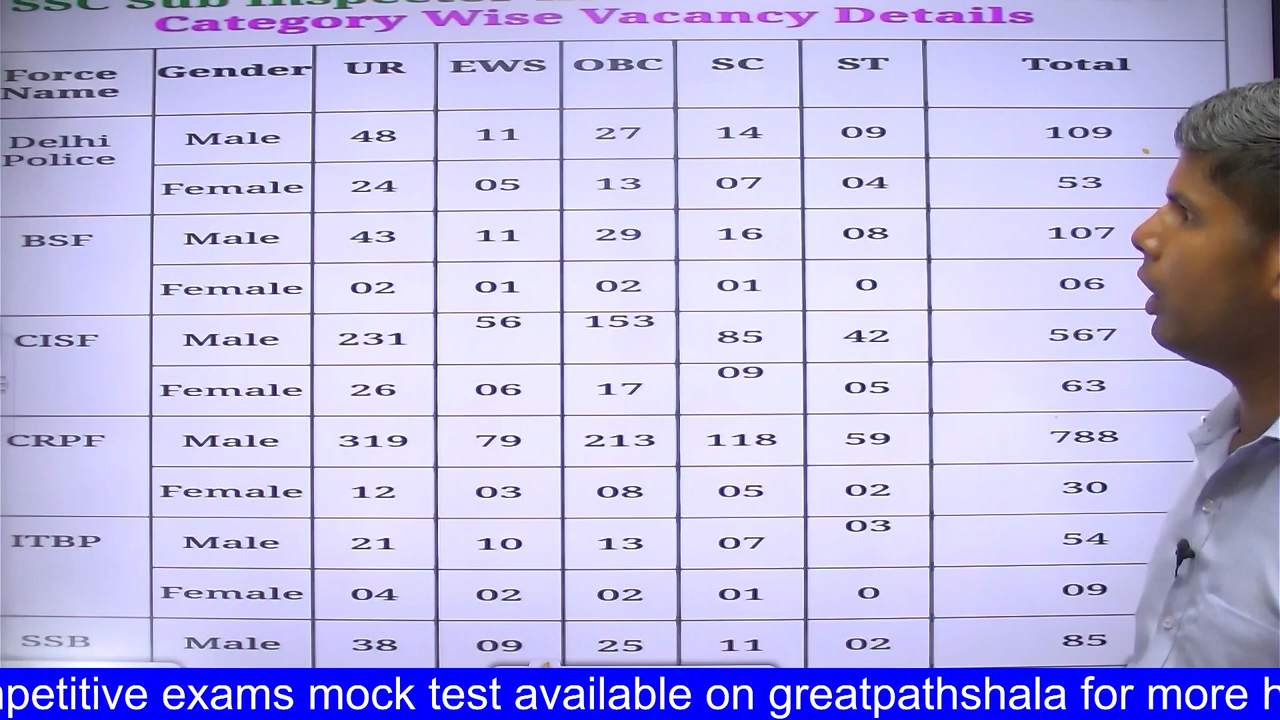 SSC Sub Inspector
Category Wise Vacancy Details
Force Name Gender UR EWS OBC SC ST Total
Delhi Police Male 48 11 27 14 09 109
Female 24 05 13 07 04 53
BSF Male 43 11 29 16 08 107
Female 02 01 02 01 0 06
CISF Male 231 56 153 85 42 567
Female 26 06 17 09 05 63
CRPF Male 319 79 213 118 59 788
Female 12 03 08 05 02 30
ITBP Male 21 10 13 07 03 54
Female 04 02 02 01 0 09
SSB Male 38 09 25 11 02 85
mpetitive exams mock test available on greatpathshala for more h